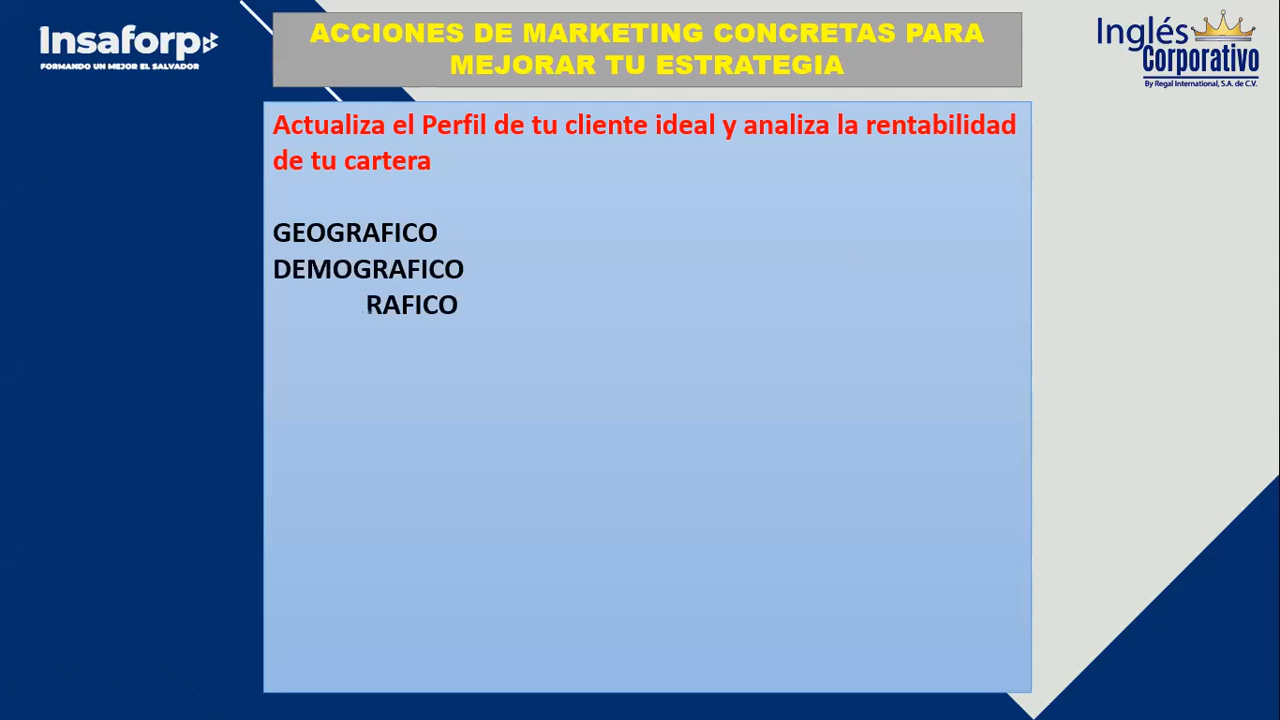 Insaforp
FORMANDO UN MEJOR EL SALVADOR
ACCIONES DE MARKETING CONCRETAS PARA
MEJORAR TU ESTRATEGIA
Inglés
Corporativo
By Regal International, S.A. de C.V.
Actualiza el Perfil de tu cliente ideal y analiza la rentabilidad
de tu cartera
GEOGRAFICO
DEMOGRAFICO
RAFICO